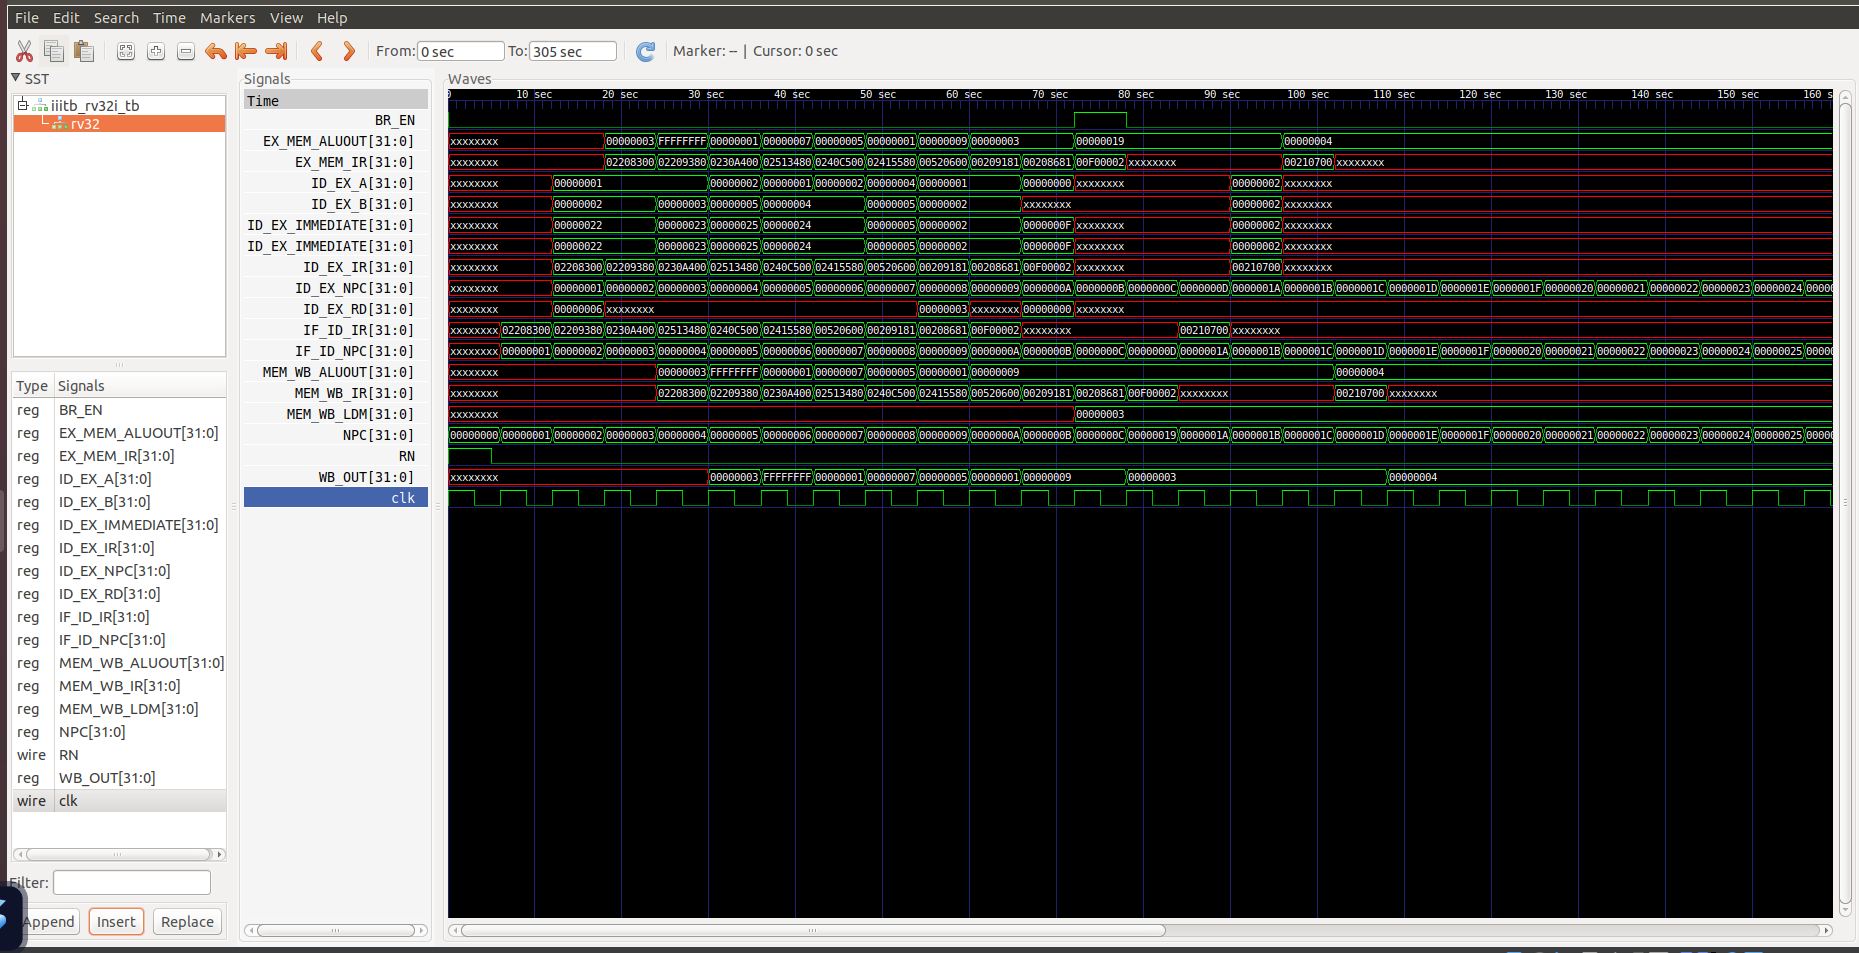 File Edit Search Time Markers View Help
From: 0 sec To: 305 sec Marker: -- | Cursor: 0 sec
SST
iiitb_rv32i_tb
rv32
Type Signals
reg BR_EN
reg EX_MEM_ALUOUT[31:0]
reg EX_MEM_IR[31:0]
reg ID_EX_A[31:0]
reg ID_EX_B[31:0]
reg ID_EX_IMMEDIATE[31:0]
reg ID_EX_IR[31:0]
reg ID_EX_NPC[31:0]
reg ID_EX_RD[31:0]
reg IF_ID_IR[31:0]
reg IF_ID_NPC[31:0]
reg MEM_WB_ALUOUT[31:0]
reg MEM_WB_IR[31:0]
reg MEM_WB_LDM[31:0]
reg NPC[31:0]
wire RN
reg WB_OUT[31:0]
wire clk
Filter:
Append Insert Replace
Signals
Time
BR_EN
EX_MEM_ALUOUT[31:0]
EX_MEM_IR[31:0]
ID_EX_A[31:0]
ID_EX_B[31:0]
ID_EX_IMMEDIATE[31:0]
ID_EX_IMMEDIATE[31:0]
ID_EX_IR[31:0]
ID_EX_NPC[31:0]
ID_EX_RD[31:0]
IF_ID_IR[31:0]
IF_ID_NPC[31:0]
MEM_WB_ALUOUT[31:0]
MEM_WB_IR[31:0]
MEM_WB_LDM[31:0]
NPC[31:0]
RN
WB_OUT[31:0]
clk
Waves
0 10 sec 20 sec 30 sec 40 sec 50 sec 60 sec 70 sec 80 sec 90 sec 100 sec 110 sec 120 sec 130 sec 140 sec 150 sec 160 s
xxxxxxxx 00000003 FFFFFFFF 00000001 00000007 00000005 00000001 00000009 00000003 00000019 00000004
xxxxxxxx 02208300 02209380 0230A400 02513480 0240C500 02415580 00520600 00209181 00208681 00F00002 xxxxxxxx 00210700 xxxxxxxx
xxxxxxxx 00000001 00000002 00000001 00000002 00000004 00000001 00000000 xxxxxxxx 00000002 xxxxxxxx
xxxxxxxx 00000002 00000003 00000005 00000004 00000005 00000002 xxxxxxxx 00000002 xxxxxxxx
xxxxxxxx 00000022 00000023 00000025 00000024 00000005 00000002 0000000F xxxxxxxx 00000002 xxxxxxxx
xxxxxxxx 00000022 00000023 00000025 00000024 00000005 00000002 0000000F xxxxxxxx 00000002 xxxxxxxx
xxxxxxxx 02208300 02209380 0230A400 02513480 0240C500 02415580 00520600 00209181 00208681 00F00002 xxxxxxxx 00210700 xxxxxxxx
xxxxxxxx 00000001 00000002 00000003 00000004 00000005 00000006 00000007 00000008 00000009 0000000A 0000000B 0000000C 0000000D 0000001A 0000001B 0000001C 0000001D 0000001E 0000001F 00000020 00000021 00000022 00000023 00000024 0000
xxxxxxxx 00000006 xxxxxxxx 00000003 xxxxxxxx 00000000 xxxxxxxx
xxxxxxxx 02208300 02209380 0230A400 02513480 0240C500 02415580 00520600 00209181 00208681 00F00002 xxxxxxxx 00210700 xxxxxxxx
xxxxxxxx 00000001 00000002 00000003 00000004 00000005 00000006 00000007 00000008 00000009 0000000A 0000000B 0000000C 0000000D 0000001A 0000001B 0000001C 0000001D 0000001E 0000001F 00000020 00000021 00000022 00000023 00000024 00000025 0000
xxxxxxxx 00000003 FFFFFFFF 00000001 00000007 00000005 00000001 00000009 00000004
xxxxxxxx 02208300 02209380 0230A400 02513480 0240C500 02415580 00520600 00209181 00208681 00F00002 xxxxxxxx 00210700 xxxxxxxx
xxxxxxxx 00000003
00000000 00000001 00000002 00000003 00000004 00000005 00000006 00000007 00000008 00000009 0000000A 0000000B 0000000C 00000019 0000001A 0000001B 0000001C 0000001D 0000001E 0000001F 00000020 00000021 00000022 00000023 00000024 00000025 0000
xxxxxxxx 00000003 FFFFFFFF 00000001 00000007 00000005 00000001 00000009 00000003 00000004